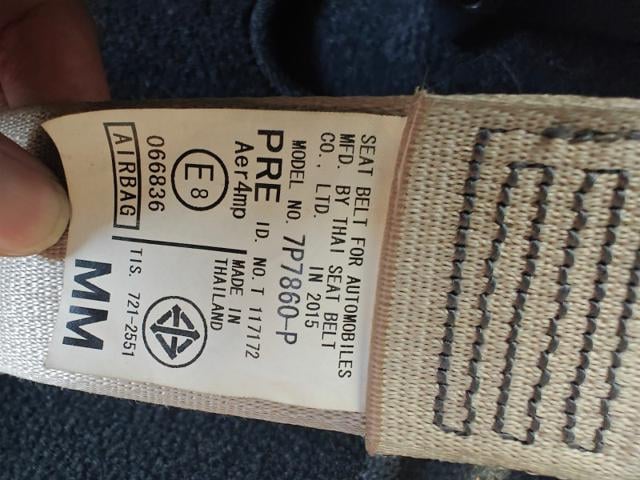 SEAT BELT FOR AUTOMOBILES
MFD. BY THAI SEAT BELT
CO., LTD. IN 2015
MODEL NO. 7P7860-P
PRE ID. NO. T 117172
Aer4mp
MADE IN
THAILAND
E8
066836
AIRBAG
TIS. 721-2551
MM